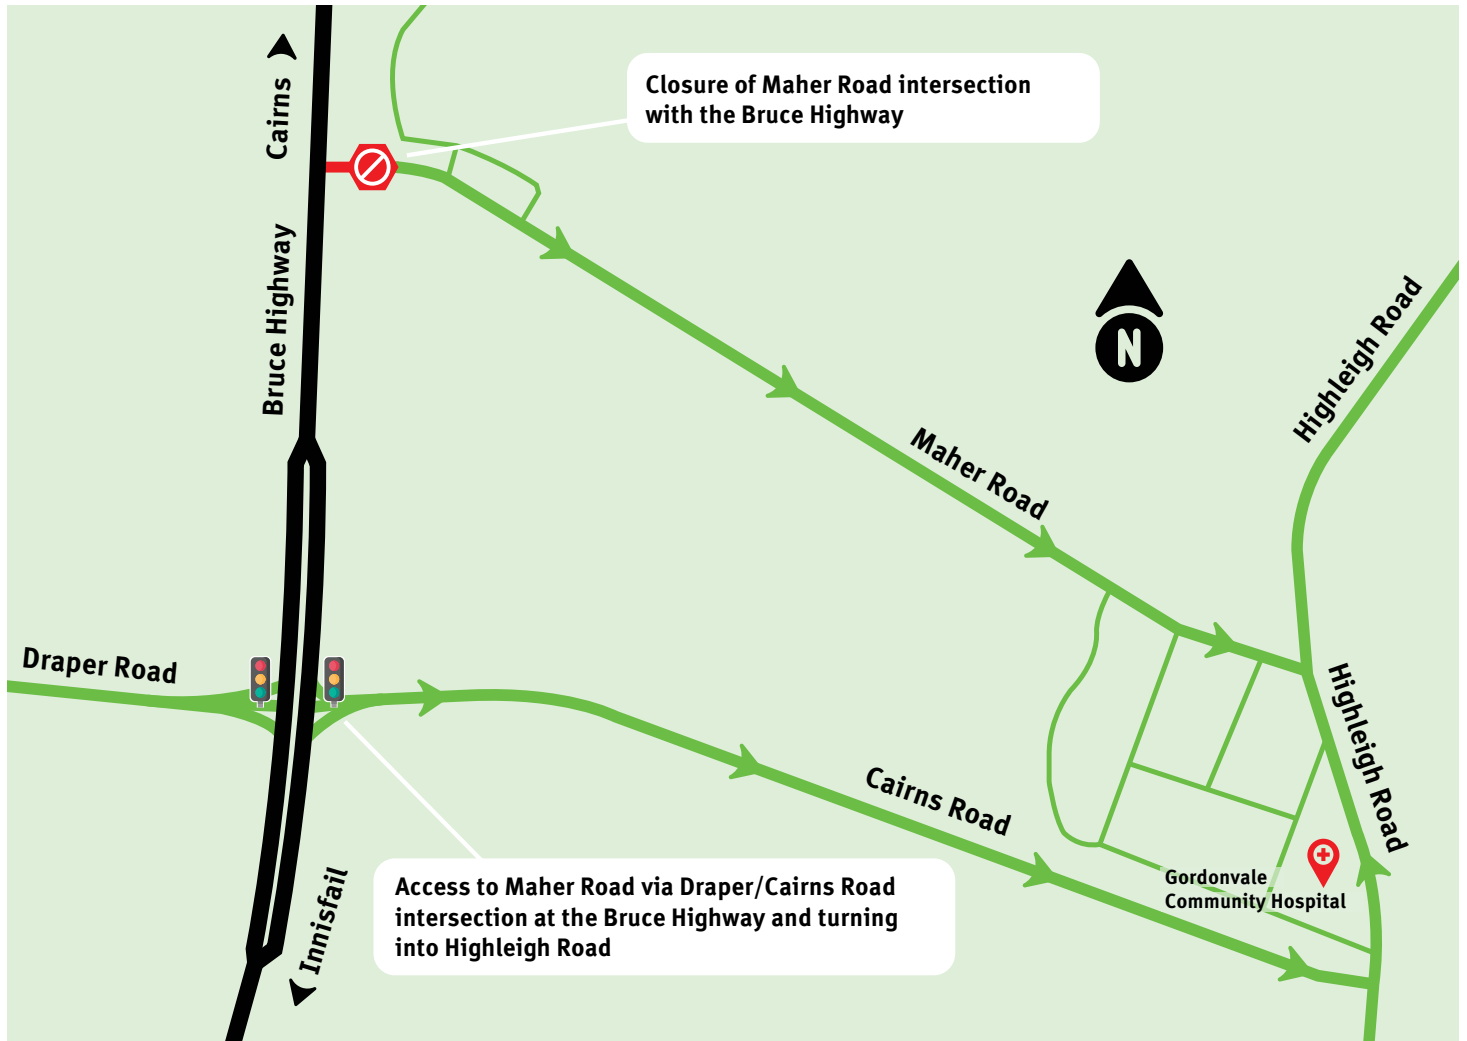 Cairns
Closure of Maher Road intersection
with the Bruce Highway
Bruce Highway
N
Highleigh Road
Maher Road
Draper Road
Highleigh Road
Cairns Road
Gordonvale
Community Hospital
Access to Maher Road via Draper/Cairns Road
intersection at the Bruce Highway and turning
into Highleigh Road
Innisfail